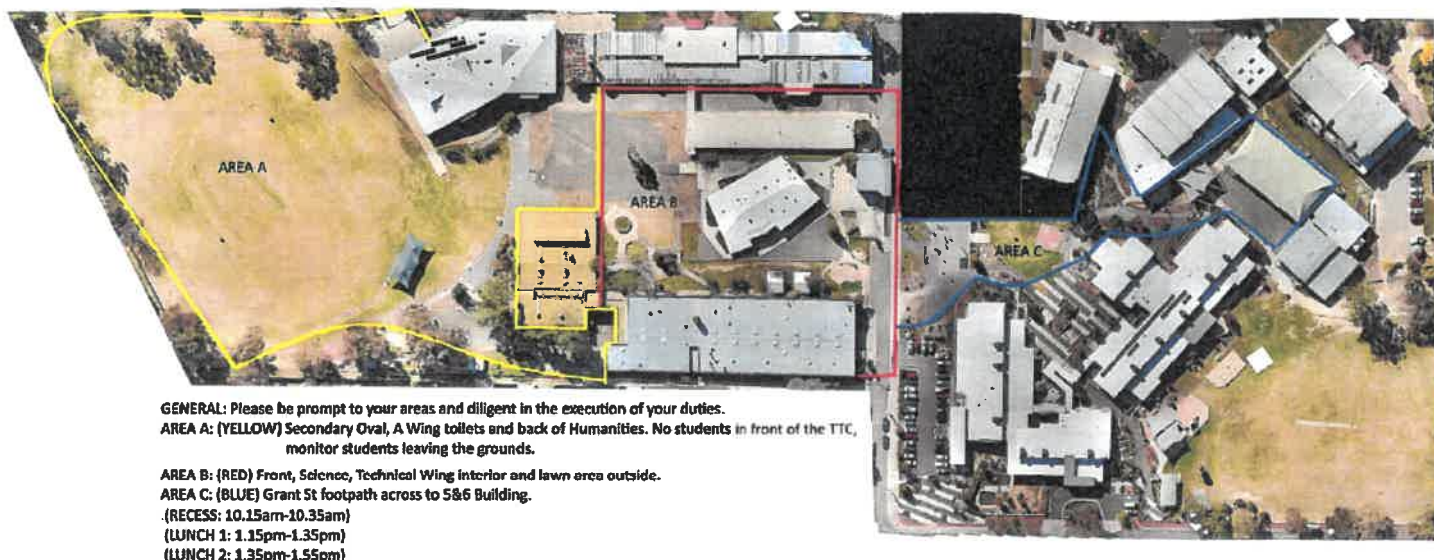 AREA A
AREA B
AREA C
GENERAL: Please be prompt to your areas and diligent in the execution of your duties.
AREA A: (YELLOW) Secondary Oval, A Wing toilets and back of Humanities. No students in front of the TTC,
monitor students leaving the grounds.
AREA B: (RED) Front, Science, Technical Wing interior and lawn area outside.
AREA C: (BLUE) Grant St footpath across to 5&6 Building.
(RECESS: 10.15am-10.35am)
(LUNCH 1: 1.15pm-1.35pm)
(LUNCH 2: 1.35pm-1.55pm)